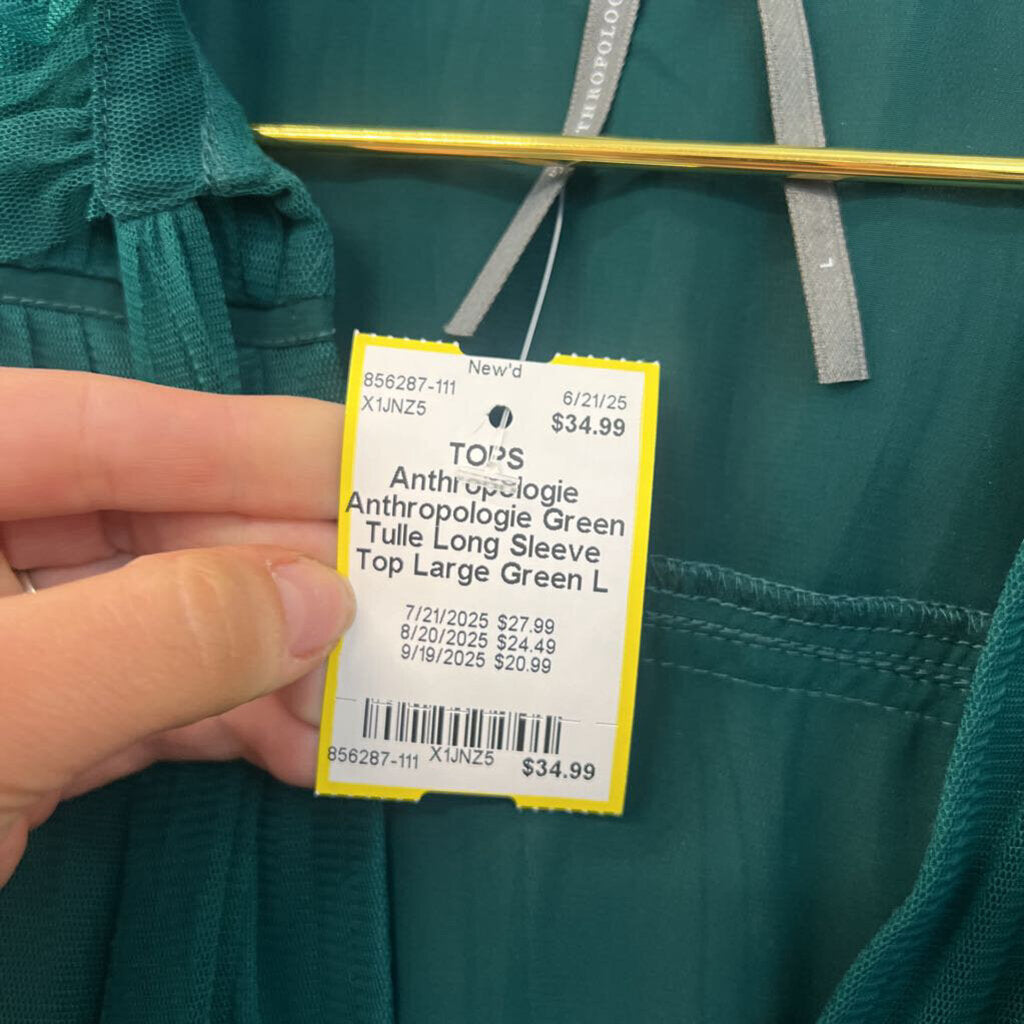 THROPOLOG
L
New'd
856287-111
6/21/25
X1JNZ5
$34.99
TOPS
Anthropologie
Anthropologie Green
Tulle Long Sleeve
Top Large Green L
7/21/2025 $27.99
8/20/2025 $24.49
9/19/2025 $20.99
856287-111 X1JNZ5 $34.99